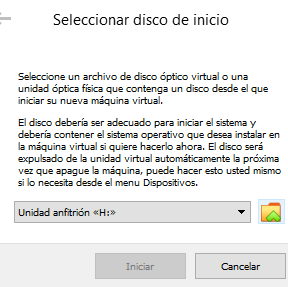 Seleccionar disco de inicio
Seleccione un archivo de disco óptico virtual o una
unidad óptica física que contenga un disco desde el que
iniciar su nueva máquina virtual.
El disco debería ser adecuado para iniciar el sistema y
debería contener el sistema operativo que desea instalar en
la máquina virtual si quiere hacerlo ahora. El disco será
expulsado de la unidad virtual automáticamente la próxima
vez que apague la máquina, puede hacer esto usted mismo
si lo necesita desde el menu Dispositivos.
Unidad anfitrión «H:»
Iniciar
Cancelar